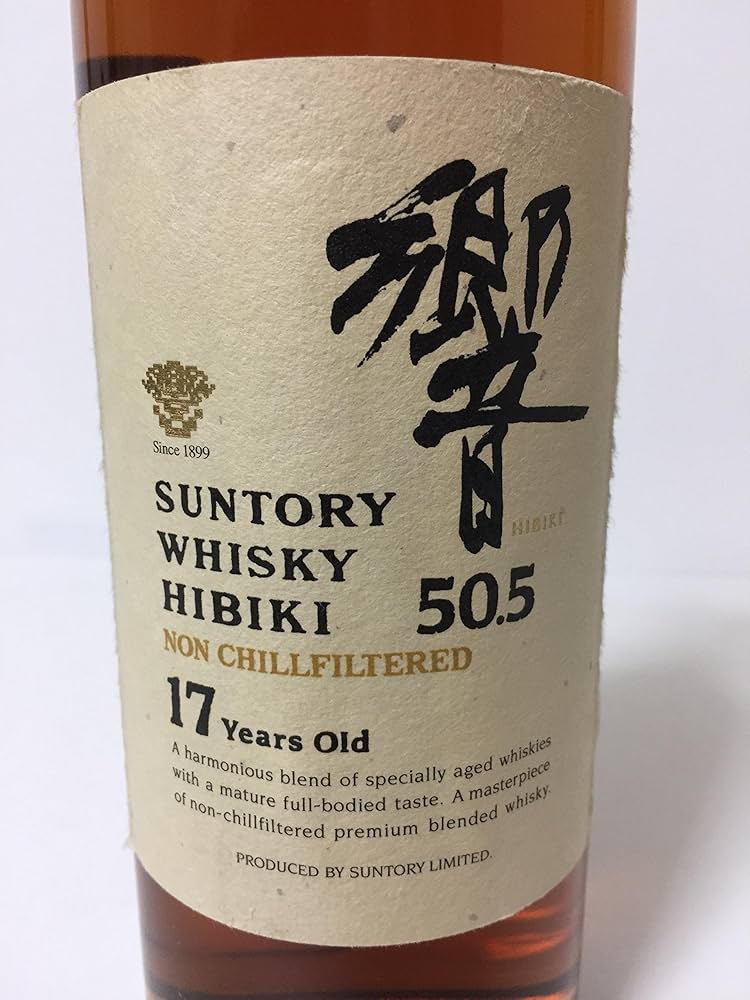 響
HIBIKI
Since 1899
SUNTORY
WHISKY
HIBIKI 50.5
NON CHILLFILTERED
17 Years Old
A harmonious blend of specially aged whiskies
with a mature full-bodied taste. A masterpiece
of non-chillfiltered premium blended whisky.
PRODUCED BY SUNTORY LIMITED.